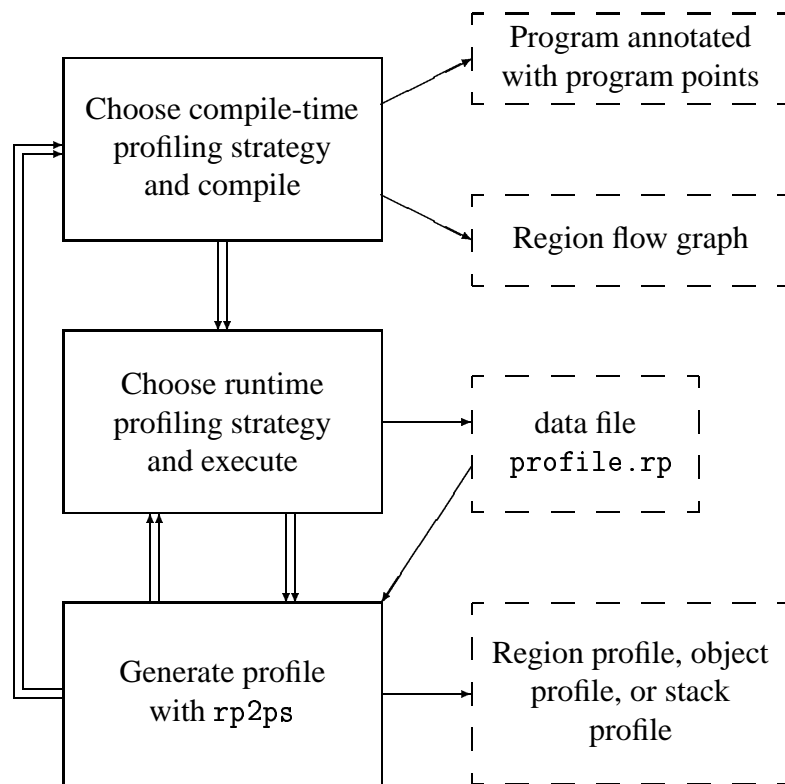 Program annotated
with program points
Choose compile-time
profiling strategy
and compile
Region flow graph
Choose runtime
profiling strategy
and execute
data file
profile.rp
Generate profile
with rp2ps
Region profile, object
profile, or stack
profile